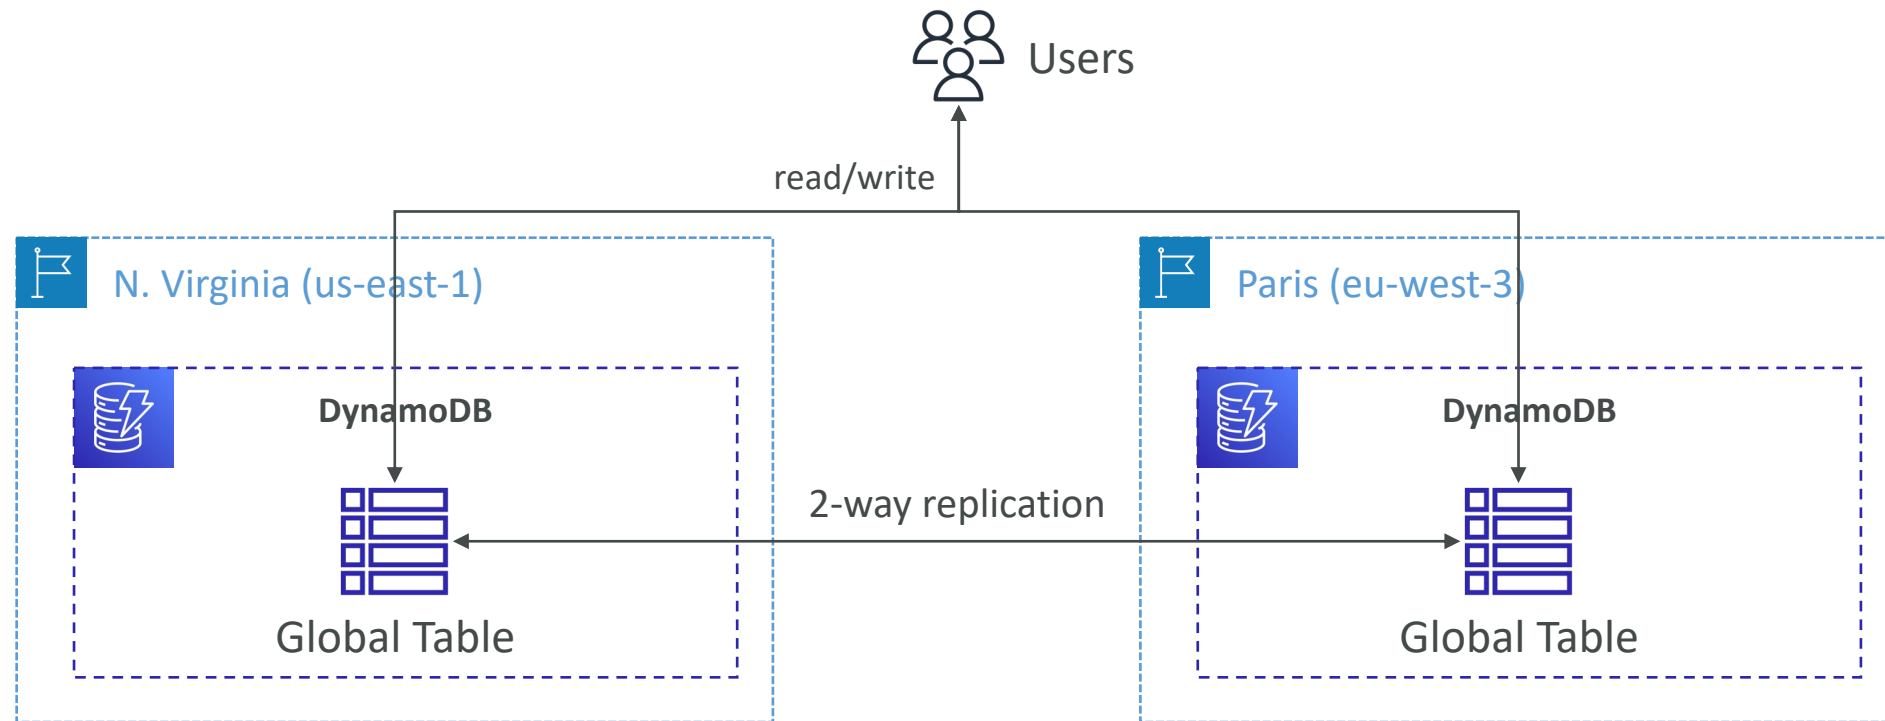 Users
read/write
N. Virginia (us-east-1)
Paris (eu-west-3)
DynamoDB
DynamoDB
2-way replication
Global Table
Global Table